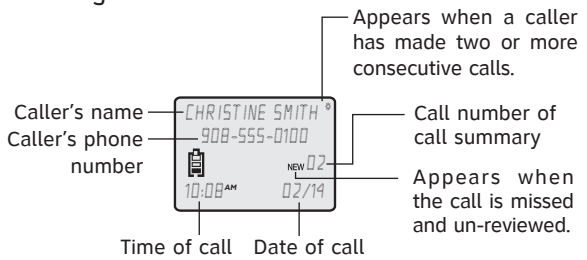 Appears when a caller
has made two or more
consecutive calls.
Caller's name
CHRISTINE SMITH
Caller's phone
number
908-555-0100
NEW 02
10:08 AM
02/14
Call number of
call summary
Appears when
the call is missed
and un-reviewed.
Time of call
Date of call